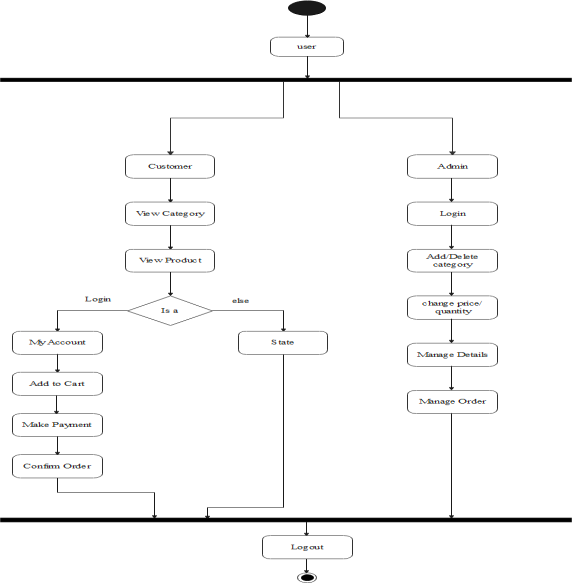 user
Customer
Admin
View Category
Login
View Product
Add/Delete
category
Login
else
Is a
change price/
quantity
My Account
State
Manage Details
Add to Cart
Manage Order
Make Payment
Confirm Order
Logout